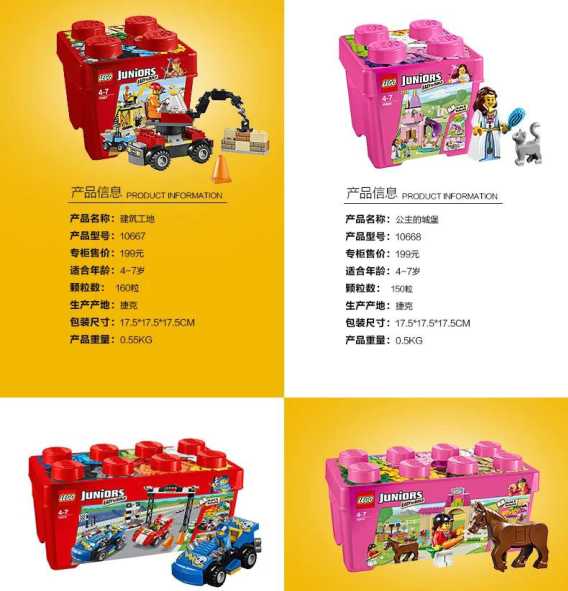 LEGO JUNIORS
4-7
LEGO JUNIORS
4-7
产品信息 PRODUCT INFORMATION
产品名称: 建筑工地
产品型号: 10667
专柜售价: 199元
适合年龄: 4-7岁
颗粒数: 160粒
生产产地: 捷克
包装尺寸: 17.5*17.5*17.5CM
产品重量: 0.55KG
产品信息 PRODUCT INFORMATION
产品名称: 公主的城堡
产品型号: 10668
专柜售价: 199元
适合年龄: 4-7岁
颗粒数: 150粒
生产产地: 捷克
包装尺寸: 17.5*17.5*17.5CM
产品重量: 0.5KG
LEGO JUNIORS
4-7
LEGO JUNIORS
4-7